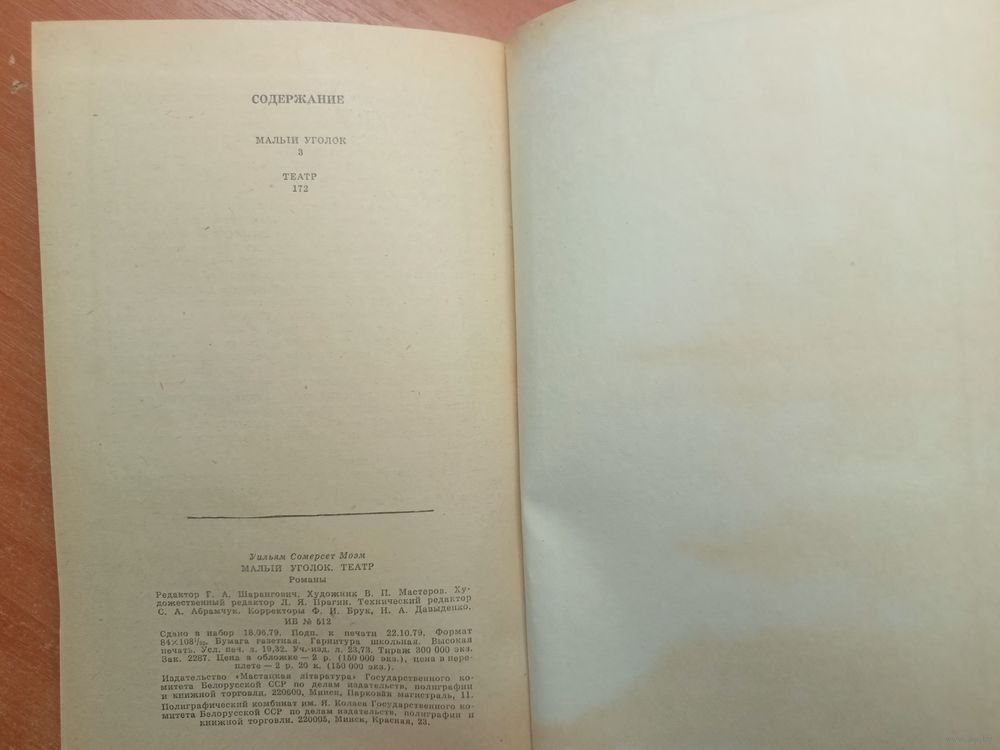 СОДЕРЖАНИЕ
МАЛЫЙ УГОЛОК
3
ТЕАТР
172
Уильям Сомерсет Моэм
МАЛЫЙ УГОЛОК. ТЕАТР
Романы
Редактор Г. А. Шарангович. Художник В. П. Мастеров. Ху-
дожественный редактор Л. Я. Прагин. Технический редактор
С. А. Абрамчук. Корректоры Ф. И. Брук, Н. А. Давыденко.
ИБ № 512
Сдано в набор 18.06.79. Подп. к печати 22.10.79. Формат
84×108¹/₃₂. Бумага газетная. Гарнитура школьная. Высокая
печать. Усл. печ. л. 19,32. Уч.-изд. л. 23,73. Тираж 300 000 экз.
Зак. 2287. Цена в обложке — 2 р. (150 000 экз.), цена в пере-
плете — 2 р. 20 к. (150 000 экз.).
Издательство «Мастацкая літаратура» Государственного ко-
митета Белорусской ССР по делам издательств, полиграфии
и книжной торговли. 220600, Минск, Парковая магистраль, 11.
Полиграфический комбинат им. Я. Коласа Государственного ко-
митета Белорусской ССР по делам издательств, полиграфии и
книжной торговли. 220005, Минск, Красная, 23.